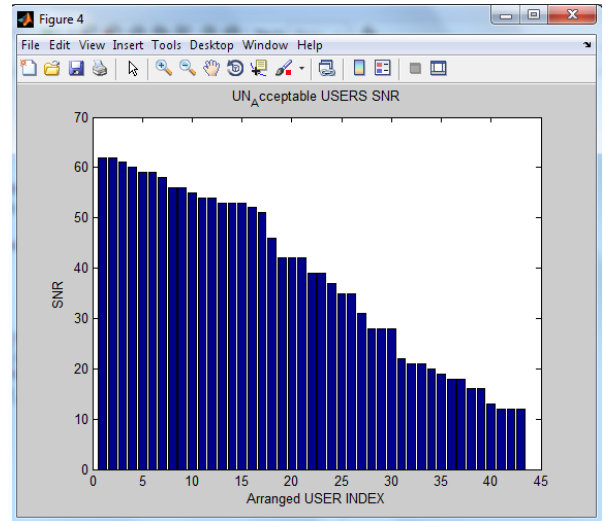 Figure 4
File Edit View Insert Tools Desktop Window Help
UN_Acceptable USERS SNR
70
60
50
40
30
20
10
0
SNR
0 5 10 15 20 25 30 35 40 45
Arranged USER INDEX